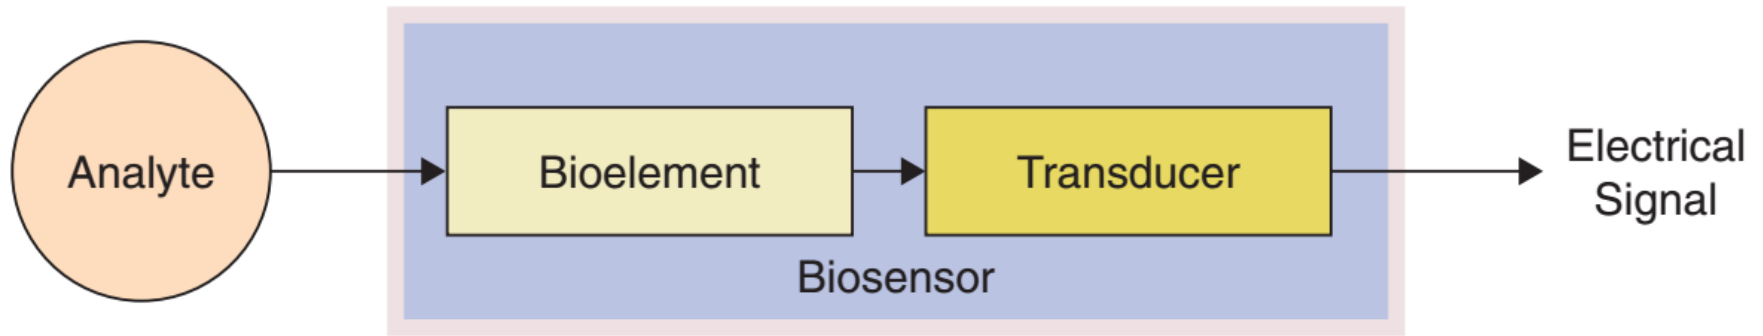 Analyte
Bioelement
Transducer
Electrical
Signal
Biosensor